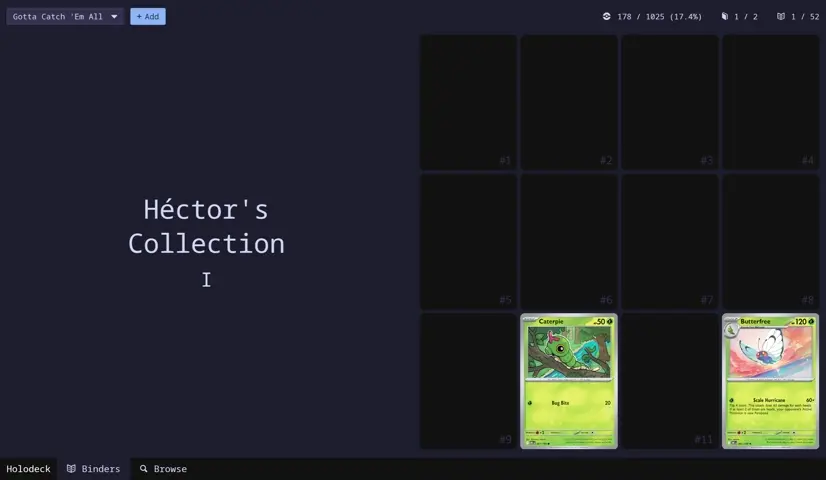 Gotta Catch 'Em All
+ Add
178 / 1025 (17.4%)
1 / 2
1 / 52
Héctor's
Collection
I
#1
#2
#3
#4
#5
#6
#7
#8
#9
Caterpie
50
Bug Bite
20
#11
Butterfree
120
Scale Hurricane
60
Holodeck
Binders
Browse